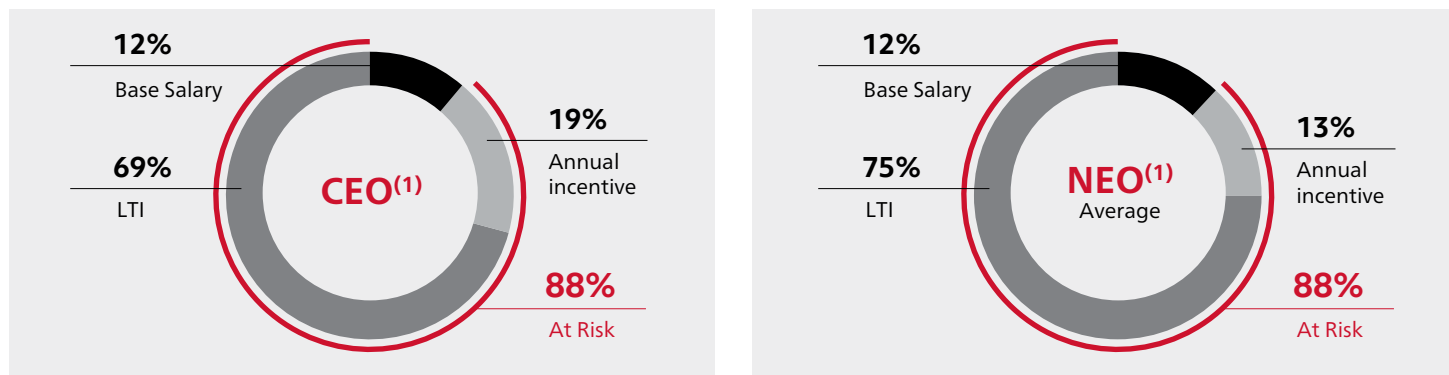 12%
Base Salary
19%
Annual
incentive
69%
LTI
CEO(1)
88%
At Risk
12%
Base Salary
13%
Annual
incentive
75%
LTI
NEO(1)
Average
88%
At Risk